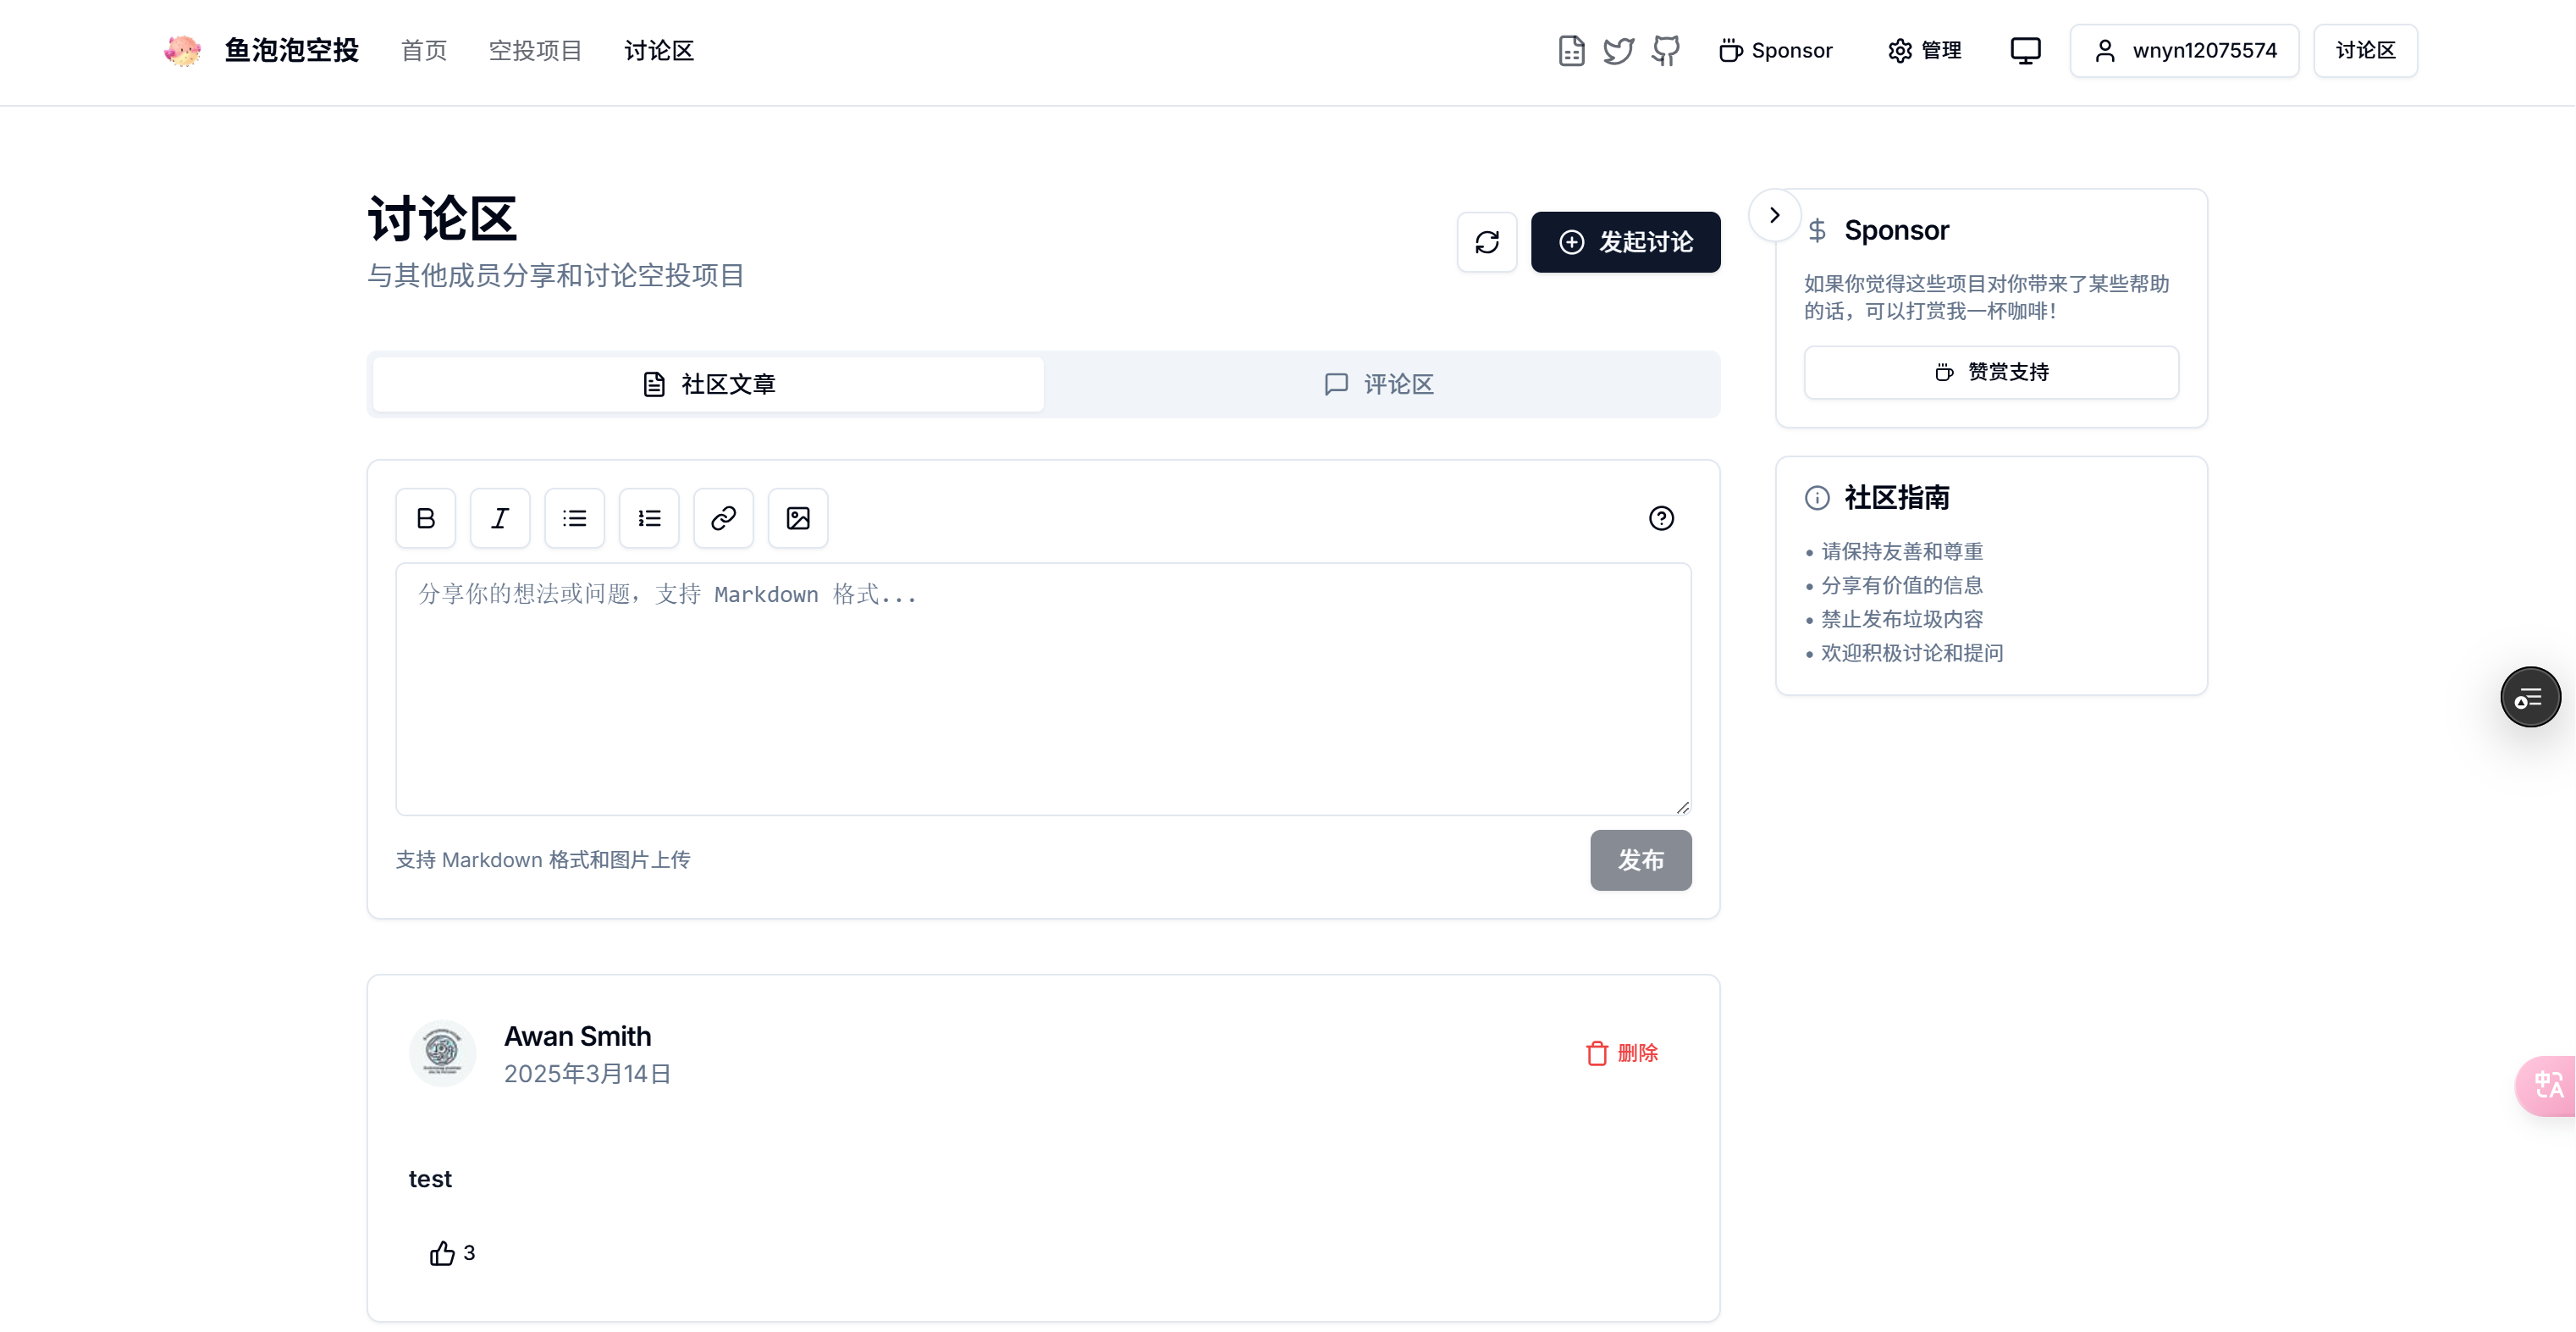 鱼泡泡空投
首页
空投项目
讨论区
Sponsor
管理
wnyn12075574
讨论区
讨论区
与其他成员分享和讨论空投项目
发起讨论
社区文章
评论区
分享你的想法或问题，支持 Markdown 格式...
支持 Markdown 格式和图片上传
发布
Awan Smith
2025年3月14日
删除
test
3
Sponsor
如果你觉得这些项目对你带来了某些帮助
的话，可以打赏我一杯咖啡！
赞赏支持
社区指南
• 请保持友善和尊重
• 分享有价值的信息
• 禁止发布垃圾内容
• 欢迎积极讨论和提问